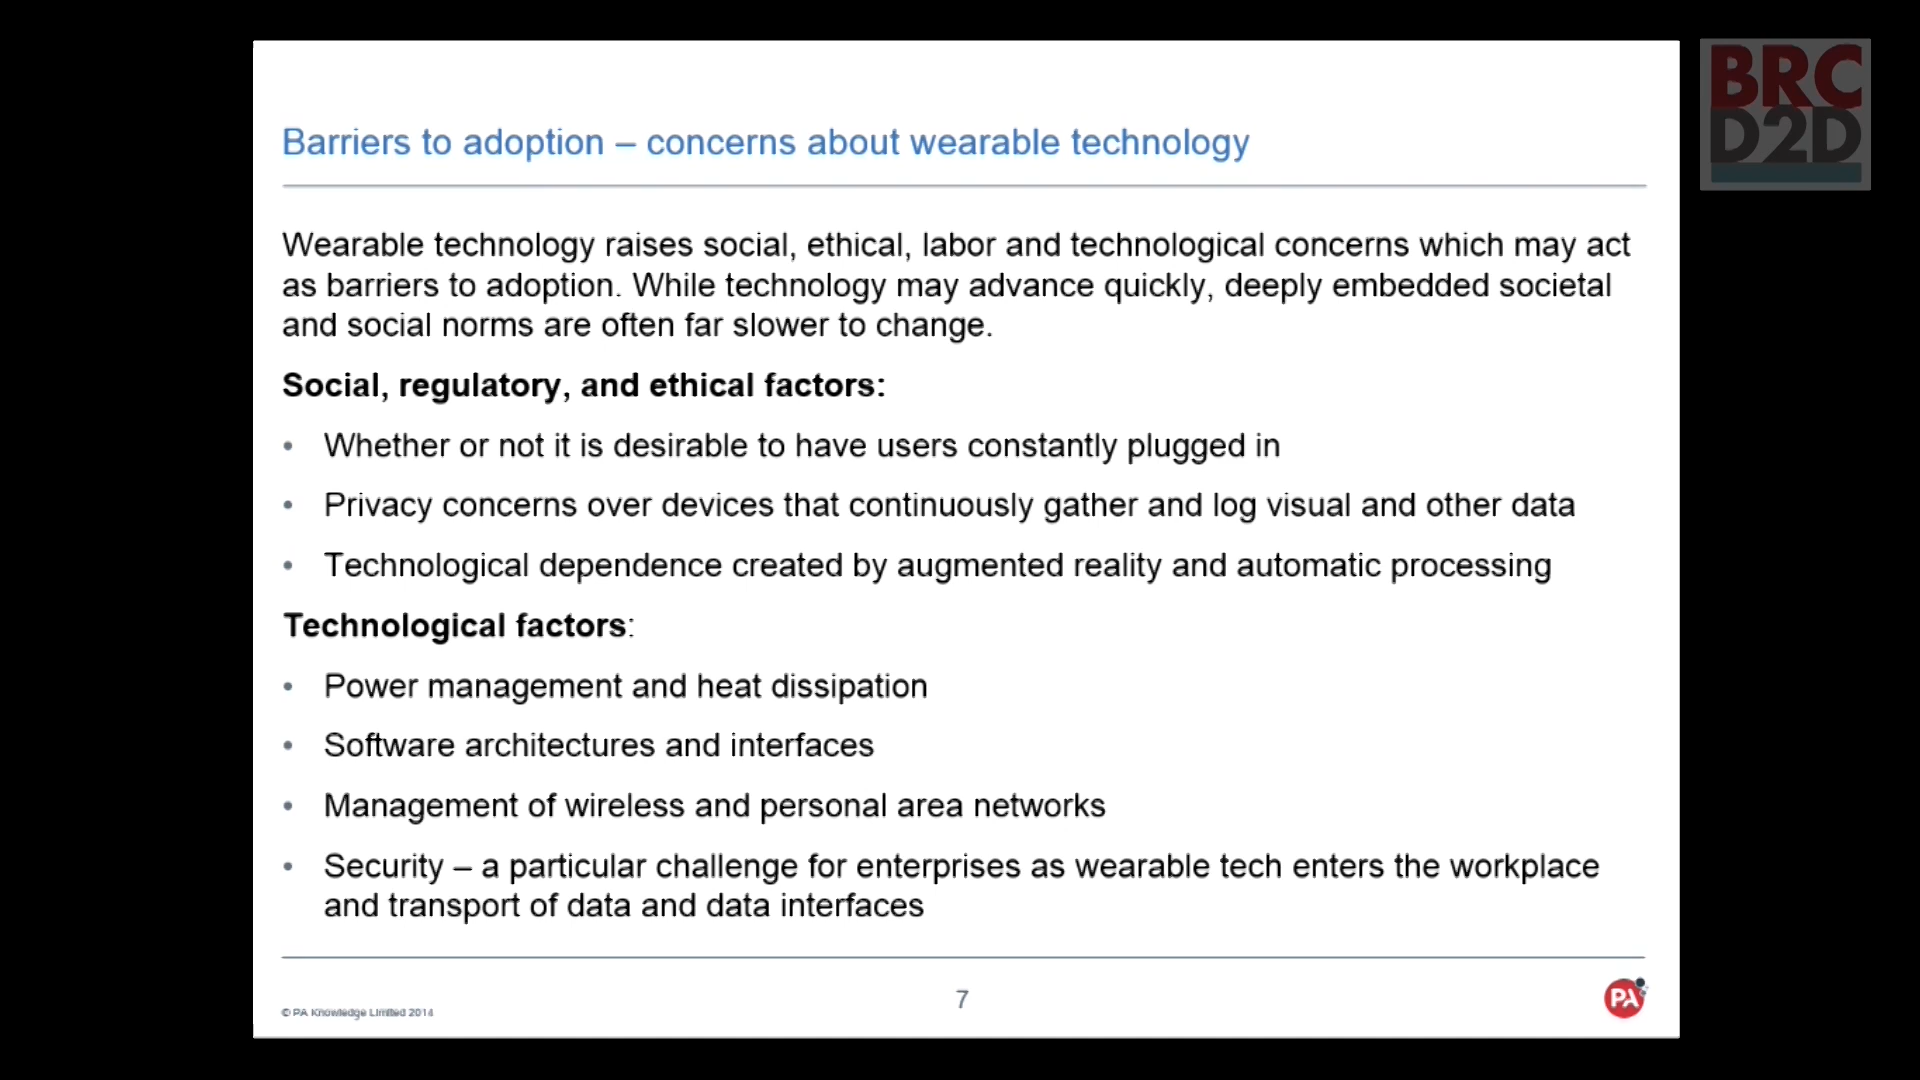 BRC
D2D
Barriers to adoption – concerns about wearable technology
Wearable technology raises social, ethical, labor and technological concerns which may act
as barriers to adoption. While technology may advance quickly, deeply embedded societal
and social norms are often far slower to change.
Social, regulatory, and ethical factors:
• Whether or not it is desirable to have users constantly plugged in
• Privacy concerns over devices that continuously gather and log visual and other data
• Technological dependence created by augmented reality and automatic processing
Technological factors:
• Power management and heat dissipation
• Software architectures and interfaces
• Management of wireless and personal area networks
• Security – a particular challenge for enterprises as wearable tech enters the workplace
and transport of data and data interfaces
© PA Knowledge Limited 2014
7
PA